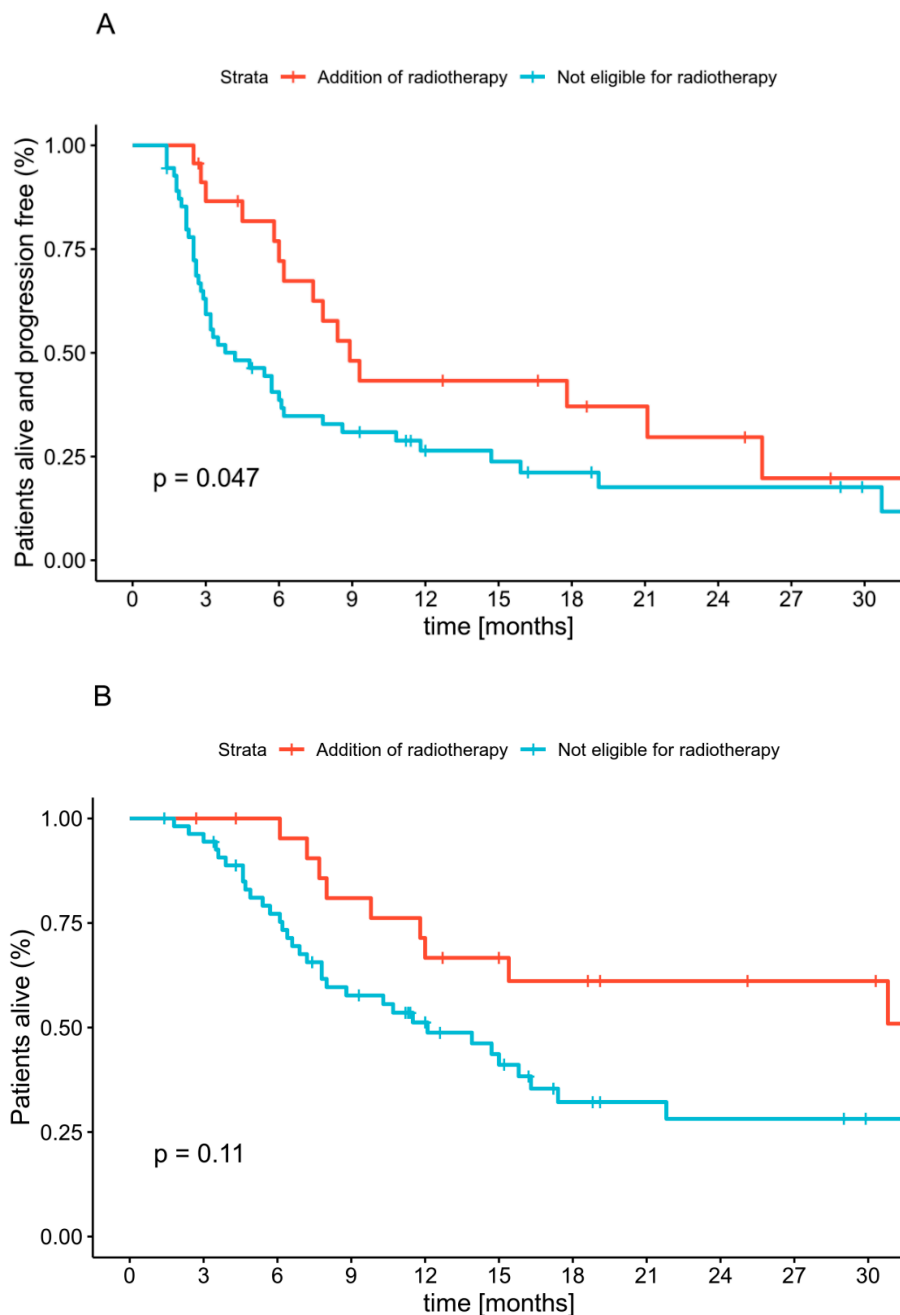 A
Strata Addition of radiotherapy Not eligible for radiotherapy
Patients alive and progression free (%)
1.00
0.75
0.50
0.25
0.00
p = 0.047
0 3 6 9 12 15 18 21 24 27 30
time [months]
B
Strata Addition of radiotherapy Not eligible for radiotherapy
Patients alive (%)
1.00
0.75
0.50
0.25
0.00
p = 0.11
0 3 6 9 12 15 18 21 24 27 30
time [months]